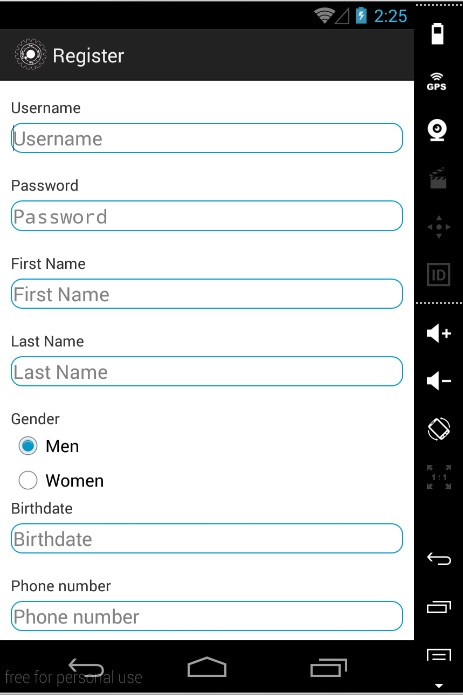 2:25
Register
GPS
Username
Username
Password
Password
First Name
First Name
ID
Last Name
Last Name
Gender
Men
Women
1:1
Birthdate
Birthdate
Phone number
Phone number
free for personal use